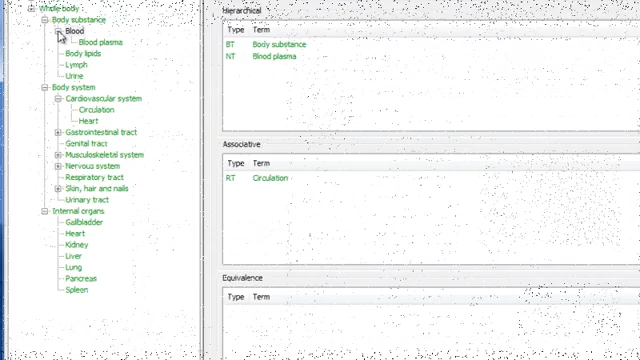 Whole body
Body substance
Blood
Blood plasma
Body lipids
Lymph
Urine
Body system
Cardiovascular system
Circulation
Heart
Gastrointestinal tract
Genital tract
Musculoskeletal system
Nervous system
Respiratory tract
Skin, hair and nails
Urinary tract
Internal organs
Gallbladder
Heart
Kidney
Liver
Lung
Pancreas
Spleen
Hierarchical
Type Term
BT Body substance
NT Blood plasma
Associative
Type Term
RT Circulation
Equivalence
Type Term